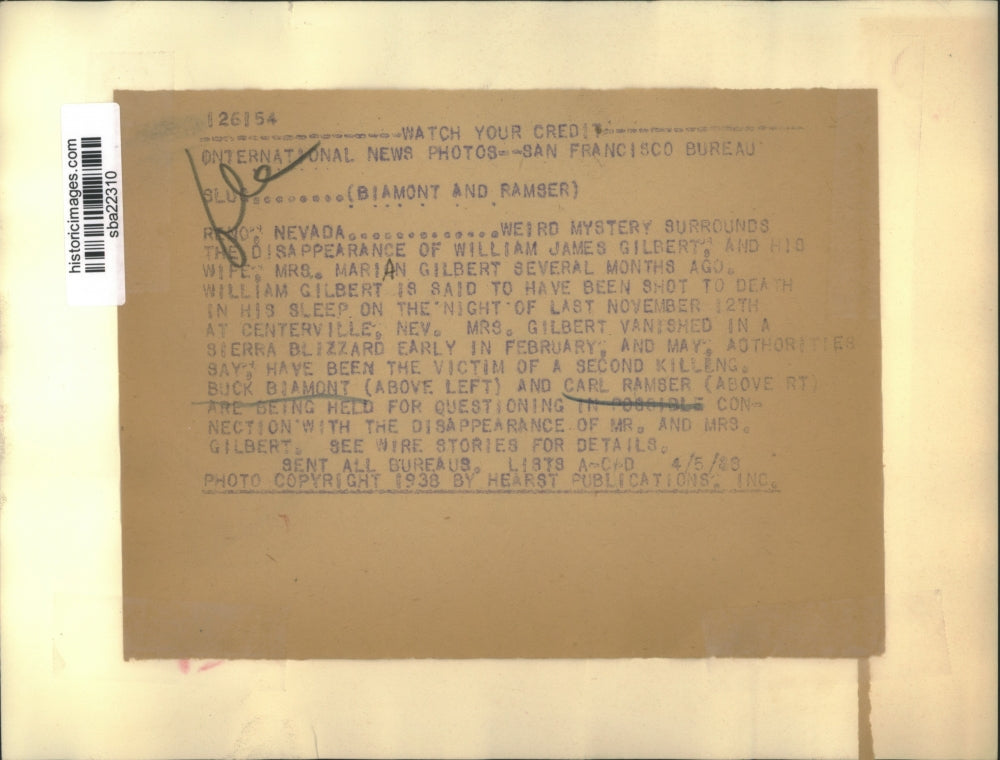 historicimages.com
sba22310
126154
WATCH YOUR CREDIT
INTERNATIONAL NEWS PHOTOS--SAN FRANCISCO BUREAU
SLUG.........(BIAMONT AND RAMSER)
RENO, NEVADA..............WEIRD MYSTERY SURROUNDS
THE DISAPPEARANCE OF WILLIAM JAMES GILBERT, AND HIS
WIFE, MRS. MARIAN GILBERT SEVERAL MONTHS AGO.
WILLIAM GILBERT IS SAID TO HAVE BEEN SHOT TO DEATH
IN HIS SLEEP ON THE NIGHT OF LAST NOVEMBER 12TH
AT CENTERVILLE, NEV. MRS. GILBERT VANISHED IN A
SIERRA BLIZZARD EARLY IN FEBRUARY, AND MAY, AUTHORITIES
SAY, HAVE BEEN THE VICTIM OF A SECOND KILLING.
BUCK BIAMONT (ABOVE LEFT) AND CARL RAMSER (ABOVE RT)
ARE BEING HELD FOR QUESTIONING IN POSSIBLE CON-
NECTION WITH THE DISAPPEARANCE OF MR. AND MRS.
GILBERT. SEE WIRE STORIES FOR DETAILS.
SENT ALL BUREAUS. LISTS A-C-D 4/5/38
PHOTO COPYRIGHT 1938 BY HEARST PUBLICATIONS, INC.